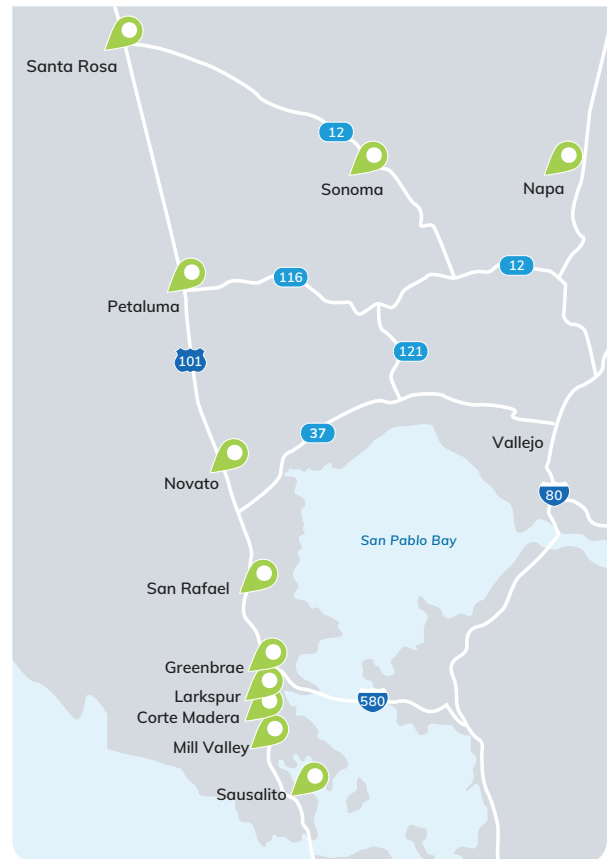 Santa Rosa
12
Sonoma
Napa
12
116
Petaluma
121
101
37
Vallejo
Novato
80
San Pablo Bay
San Rafael
Greenbrae
Larkspur
580
Corte Madera
Mill Valley
Sausalito